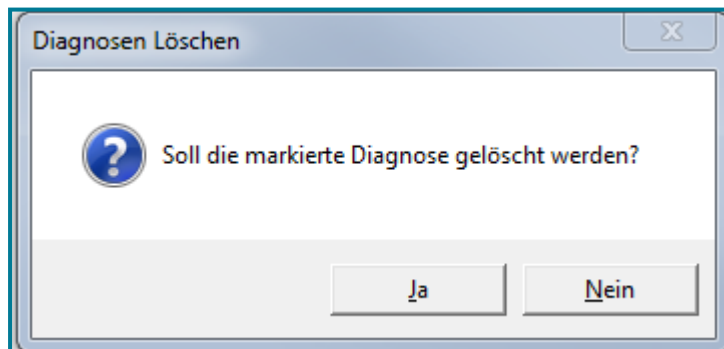 Diagnosen Löschen
Soll die markierte Diagnose gelöscht werden?
Ja
Nein